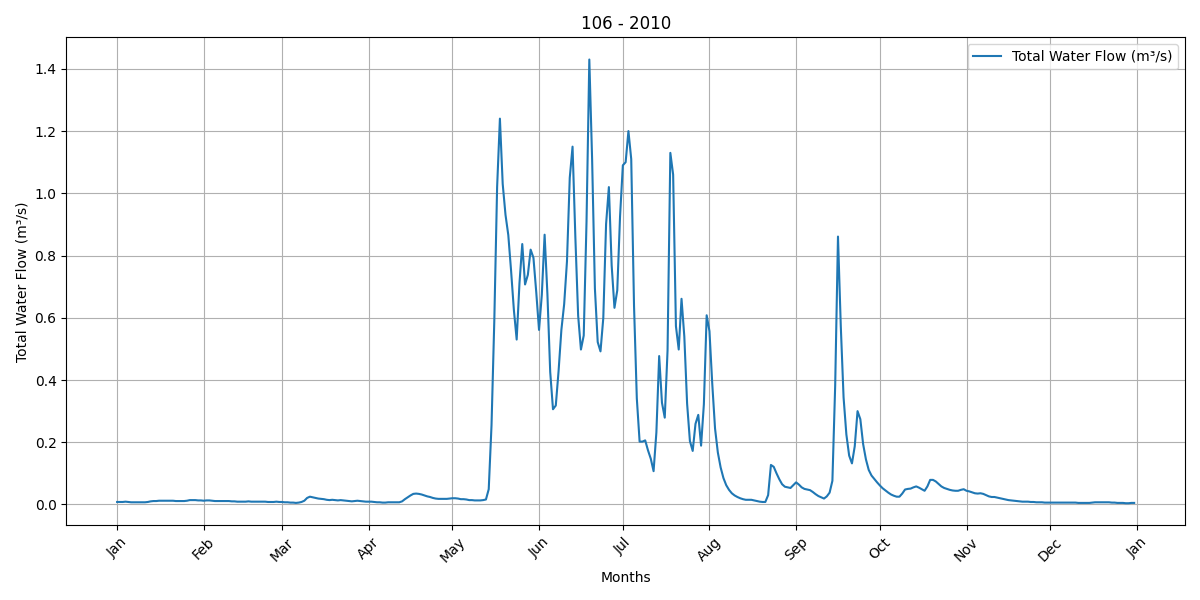 106 - 2010
Total Water Flow (m³/s)
Total Water Flow (m³/s)
1.4
1.2
1.0
0.8
0.6
0.4
0.2
0.0
Jan
Feb
Mar
Apr
May
Jun
Jul
Aug
Sep
Oct
Nov
Dec
Jan
Months